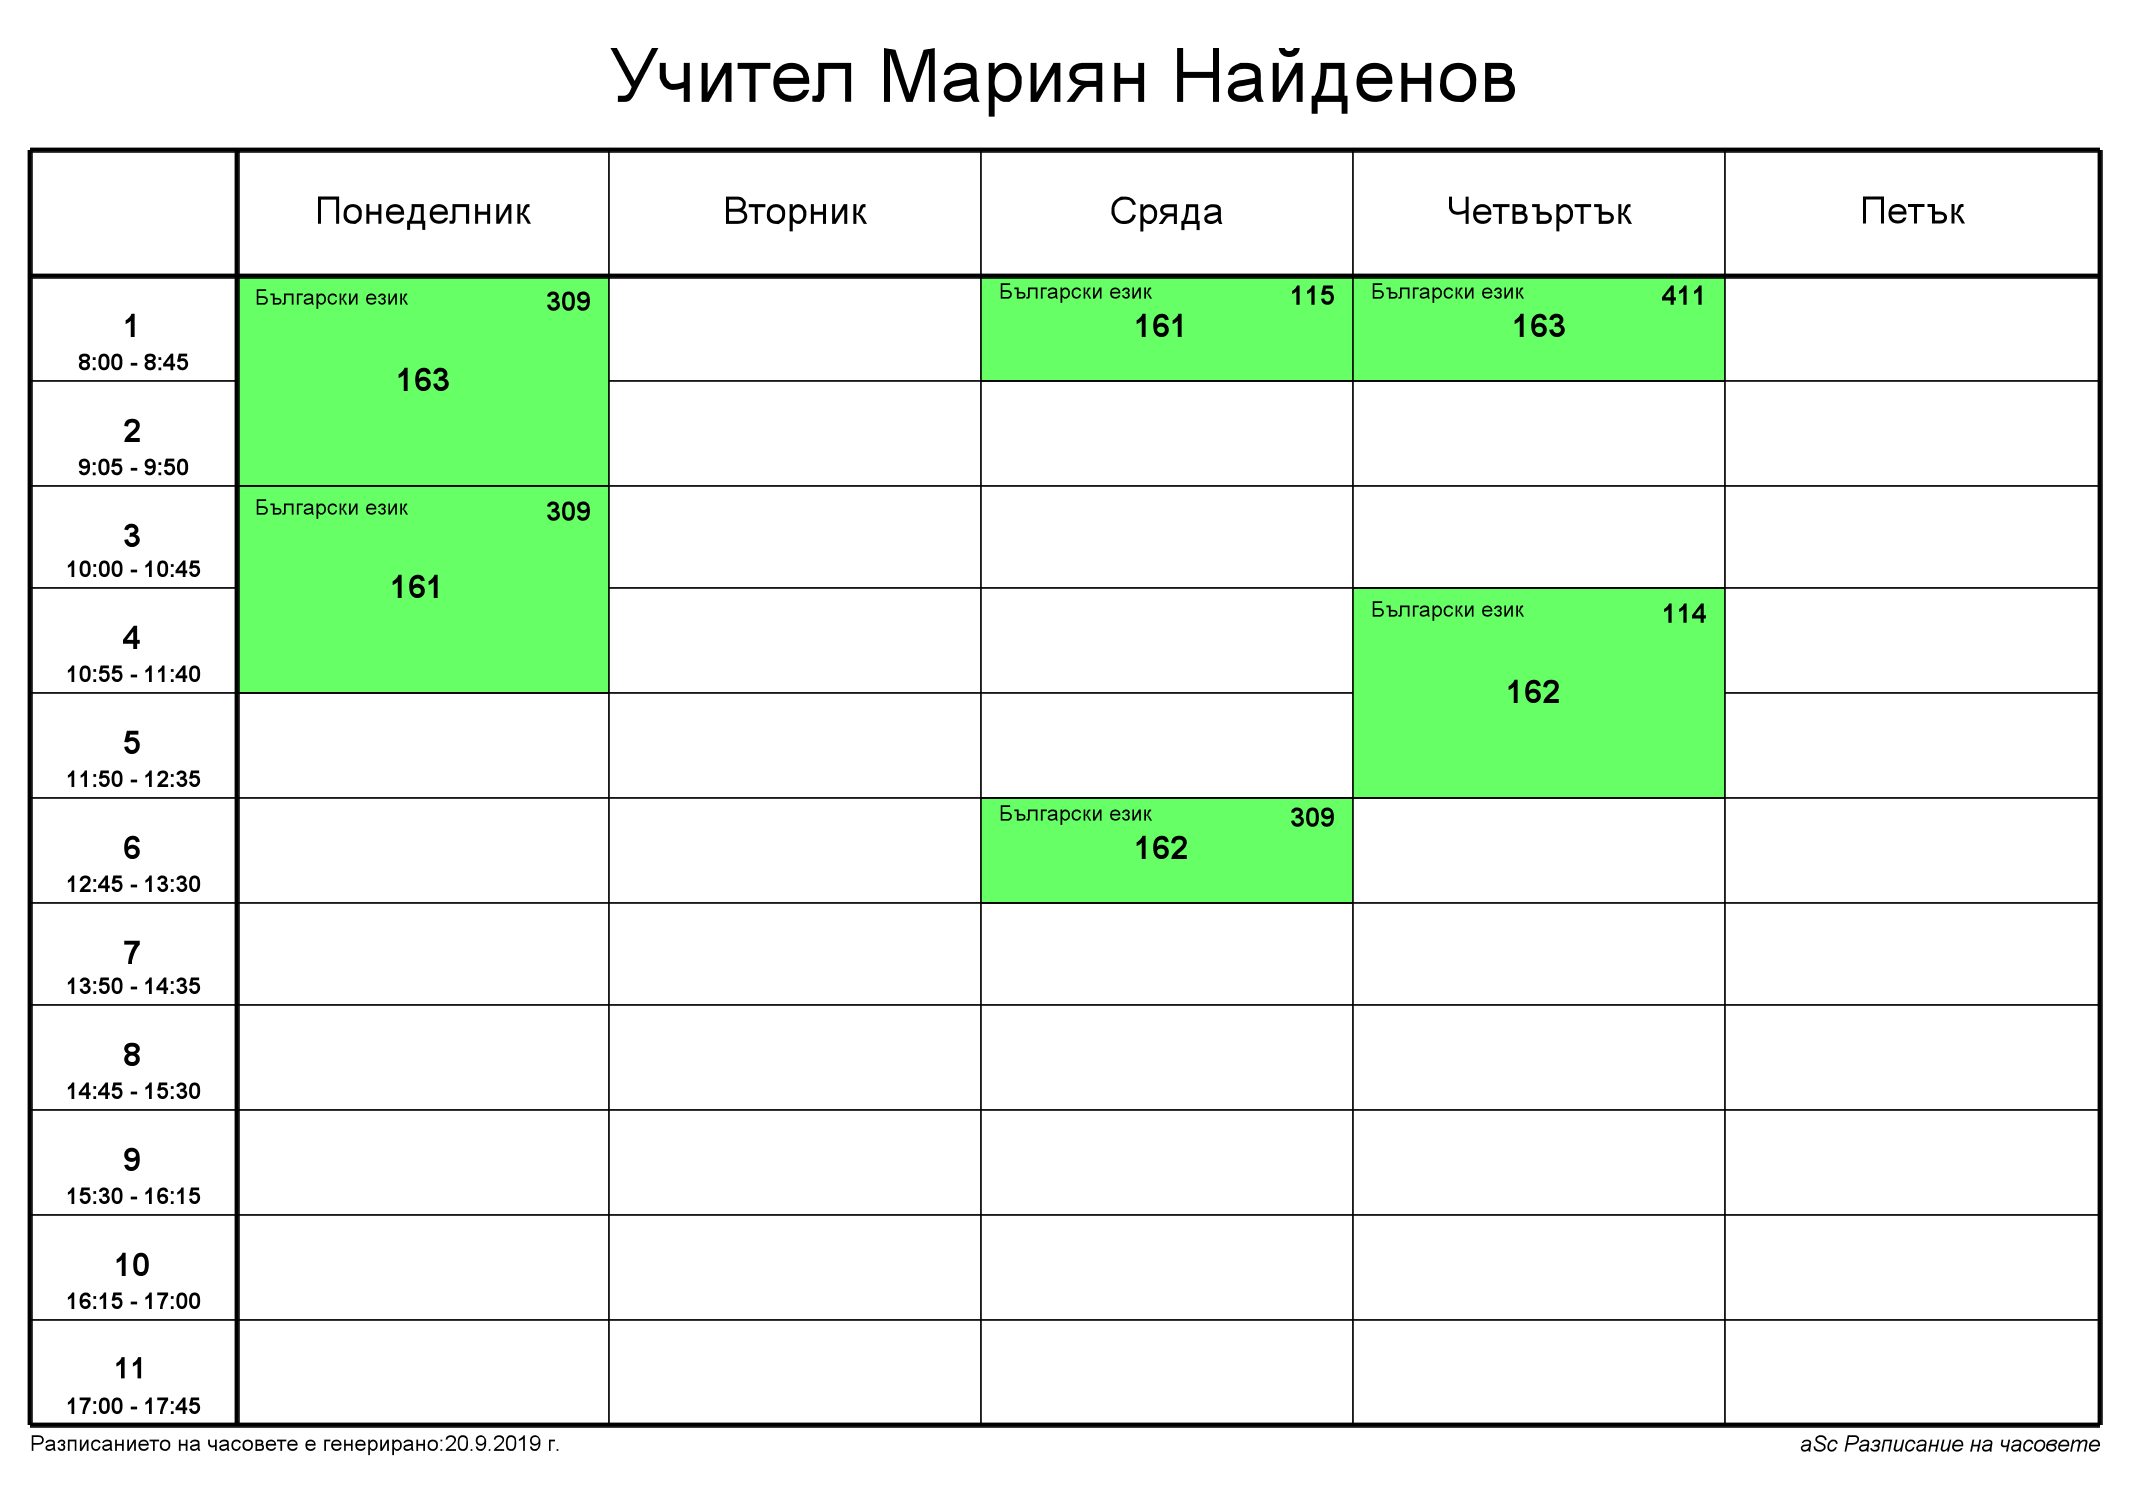 Учител Мариян Найденов
Понеделник Вторник Сряда Четвъртък Петък
1
8:00 - 8:45
Български език 309
163
Български език 115
161
Български език 411
163
2
9:05 - 9:50
3
10:00 - 10:45
Български език 309
161
4
10:55 - 11:40
Български език 114
162
5
11:50 - 12:35
6
12:45 - 13:30
Български език 309
162
7
13:50 - 14:35
8
14:45 - 15:30
9
15:30 - 16:15
10
16:15 - 17:00
11
17:00 - 17:45
Разписанието на часовете е генерирано:20.9.2019 г.
aSc Разписание на часовете